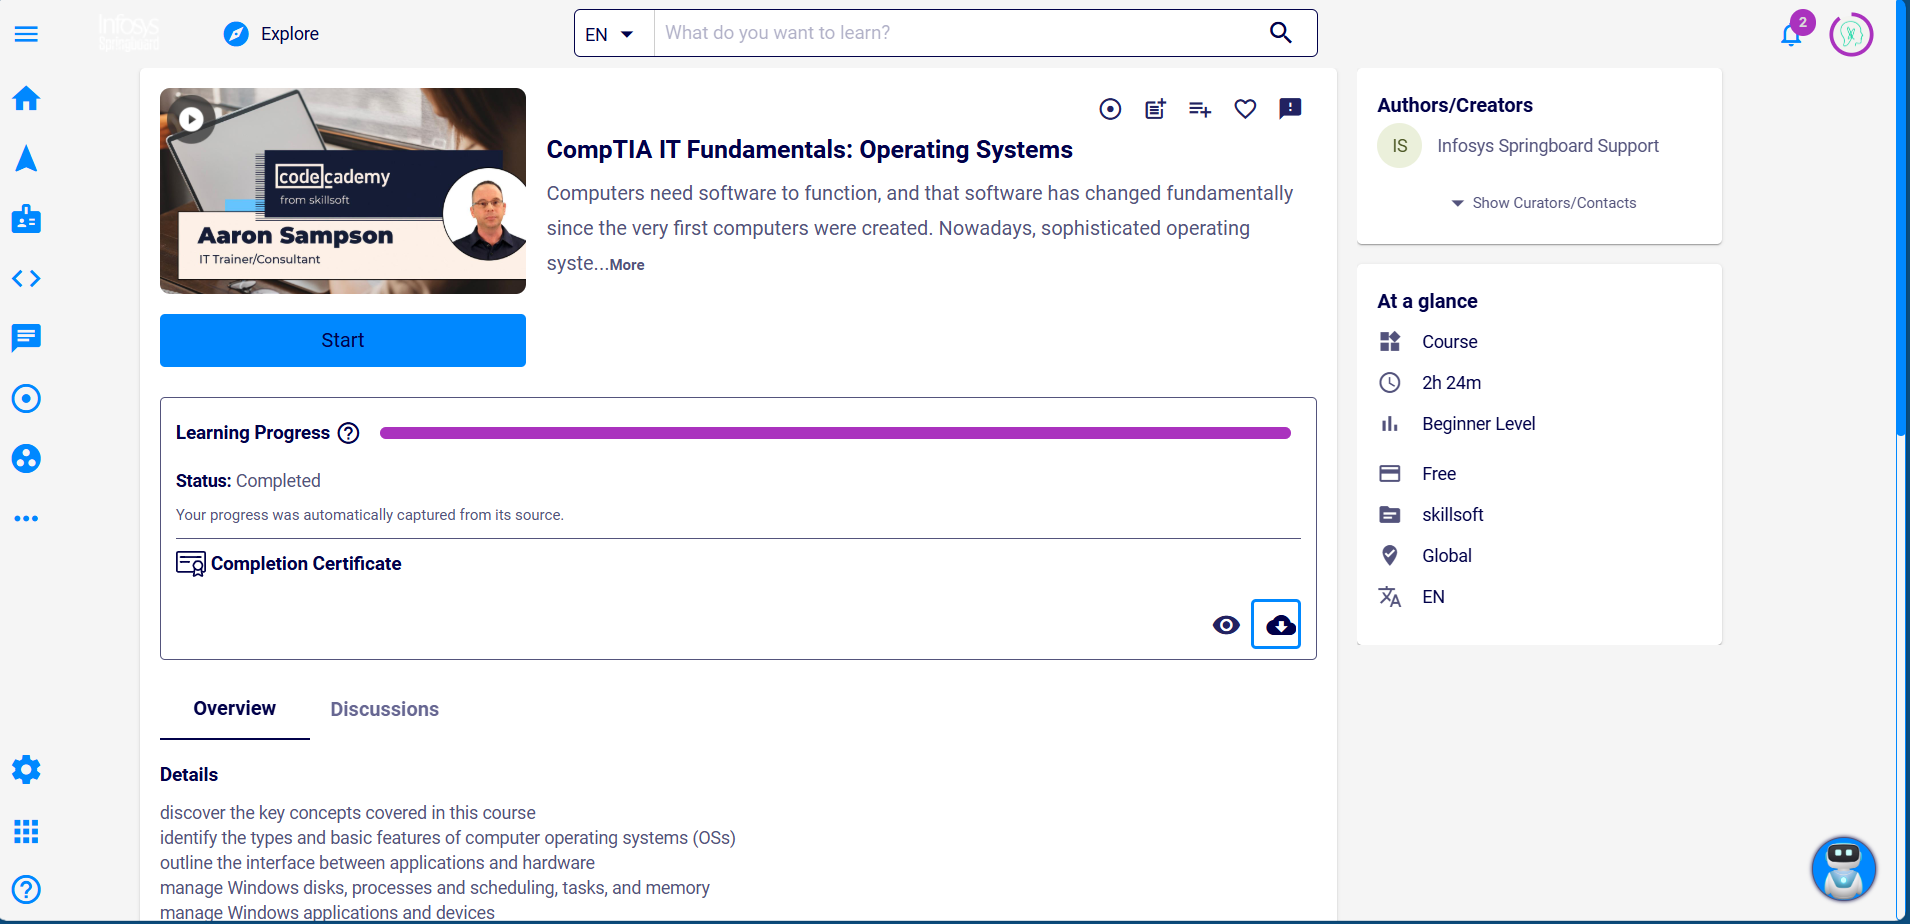 Infosys
Springboard
Explore
EN
What do you want to learn?
2
codecademy
from skillsoft
Aaron Sampson
IT Trainer/Consultant
CompTIA IT Fundamentals: Operating Systems
Computers need software to function, and that software has changed fundamentally
since the very first computers were created. Nowadays, sophisticated operating
syste...More
Start
Learning Progress
Status: Completed
Your progress was automatically captured from its source.
Completion Certificate
Overview
Discussions
Details
discover the key concepts covered in this course
identify the types and basic features of computer operating systems (OSs)
outline the interface between applications and hardware
manage Windows disks, processes and scheduling, tasks, and memory
manage Windows applications and devices
Authors/Creators
IS
Infosys Springboard Support
Show Curators/Contacts
At a glance
Course
2h 24m
Beginner Level
Free
skillsoft
Global
EN